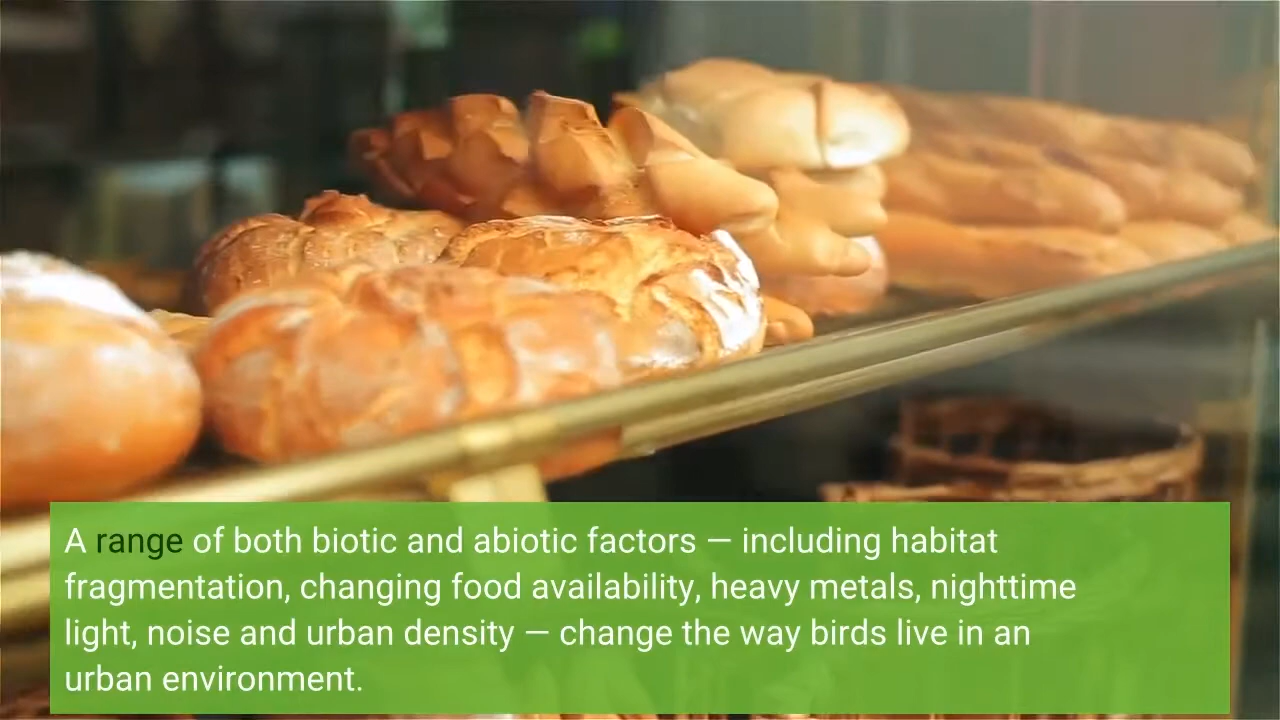 A range of both biotic and abiotic factors — including habitat
fragmentation, changing food availability, heavy metals, nighttime
light, noise and urban density — change the way birds live in an
urban environment.